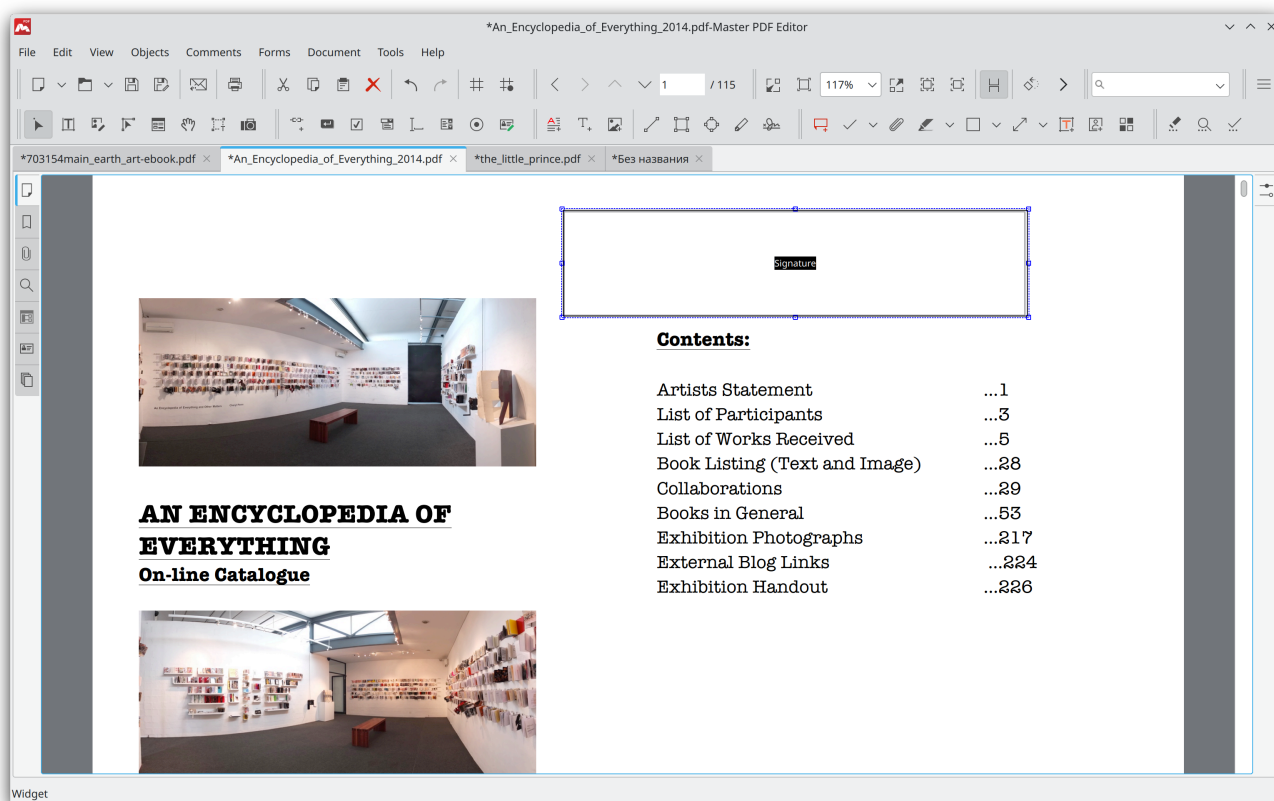 *An_Encyclopedia_of_Everything_2014.pdf-Master PDF Editor
File Edit View Objects Comments Forms Document Tools Help
1 / 115 117%
*703154main_earth_art-ebook.pdf *An_Encyclopedia_of_Everything_2014.pdf *the_little_prince.pdf *Без названия
Signature
AN ENCYCLOPEDIA OF
EVERYTHING
On-line Catalogue
Contents:
Artists Statement ...1
List of Participants ...3
List of Works Received ...5
Book Listing (Text and Image) ...28
Collaborations ...29
Books in General ...53
Exhibition Photographs ...217
External Blog Links ...224
Exhibition Handout ...226
Widget